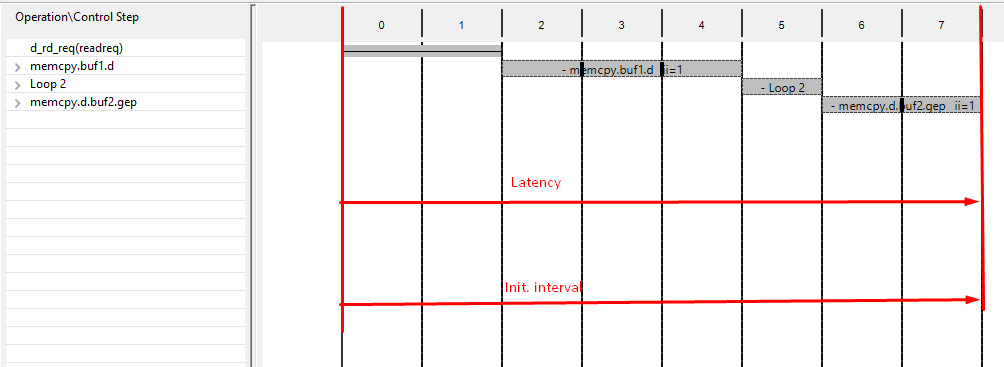 Operation\Control Step
0 1 2 3 4 5 6 7
d_rd_req(readreq)
memcpy.buf1.d
- memcpy.buf1.d ii=1
Loop 2
- Loop 2
memcpy.d.buf2.gep
- memcpy.d.buf2.gep ii=1
Latency
Init. interval